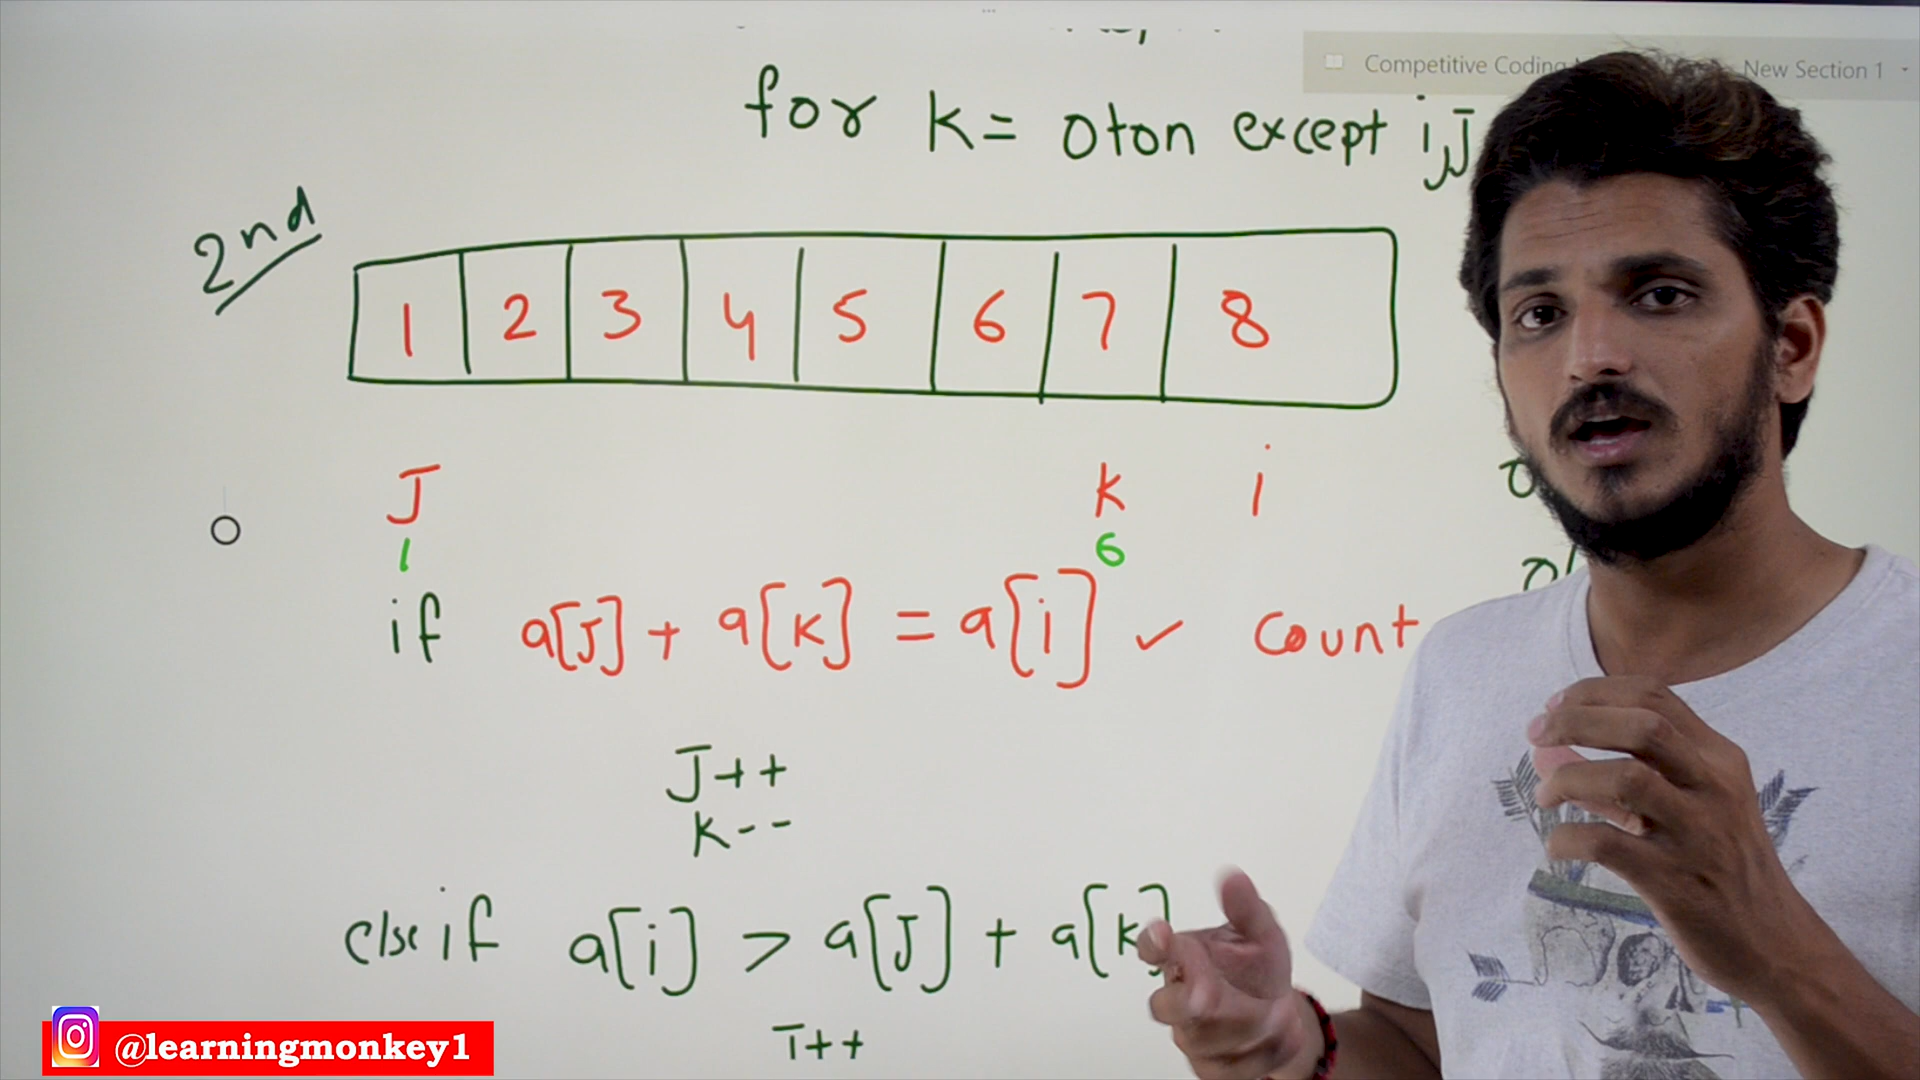 Competitive Coding New Section 1
for K = 0 to n except i, J
2nd
1 2 3 4 5 6 7 8
J K i
1 6
if a[J] + a[K] = a[i] ✓ Count
J++
K--
else if a[i] > a[J] + a[K]
J++
@learningmonkey1